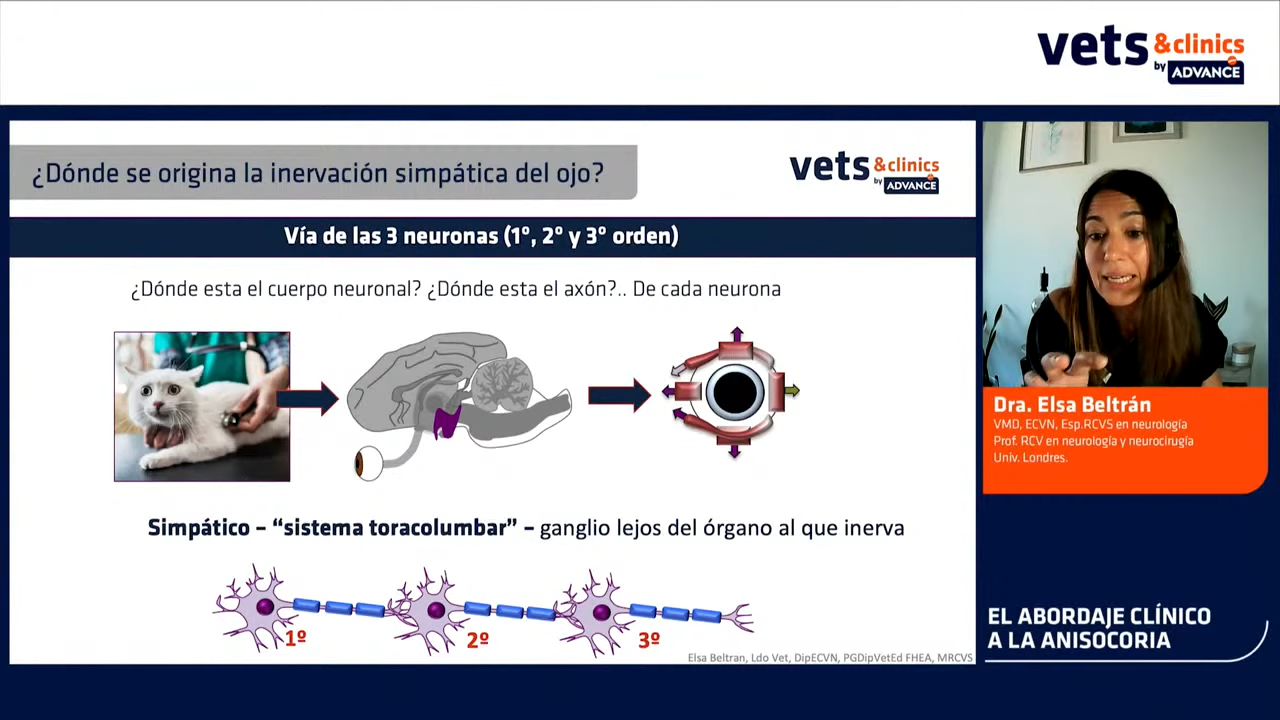 vets &clinics
by ADVANCE
¿Dónde se origina la inervación simpática del ojo?
vets &clinics
by ADVANCE
Vía de las 3 neuronas (1º, 2º y 3º orden)
¿Dónde esta el cuerpo neuronal? ¿Dónde esta el axón?.. De cada neurona
Simpático – “sistema toracolumbar” – ganglio lejos del órgano al que inerva
1º 2º 3º
Elsa Beltran, Ldo Vet, DipECVN, PGDipVetEd FHEA, MRCVS
Dra. Elsa Beltrán
VMD, ECVN, Esp.RCVS en neurología
Prof. RCV en neurología y neurocirugía
Univ. Londres.
EL ABORDAJE CLÍNICO
A LA ANISOCORIA